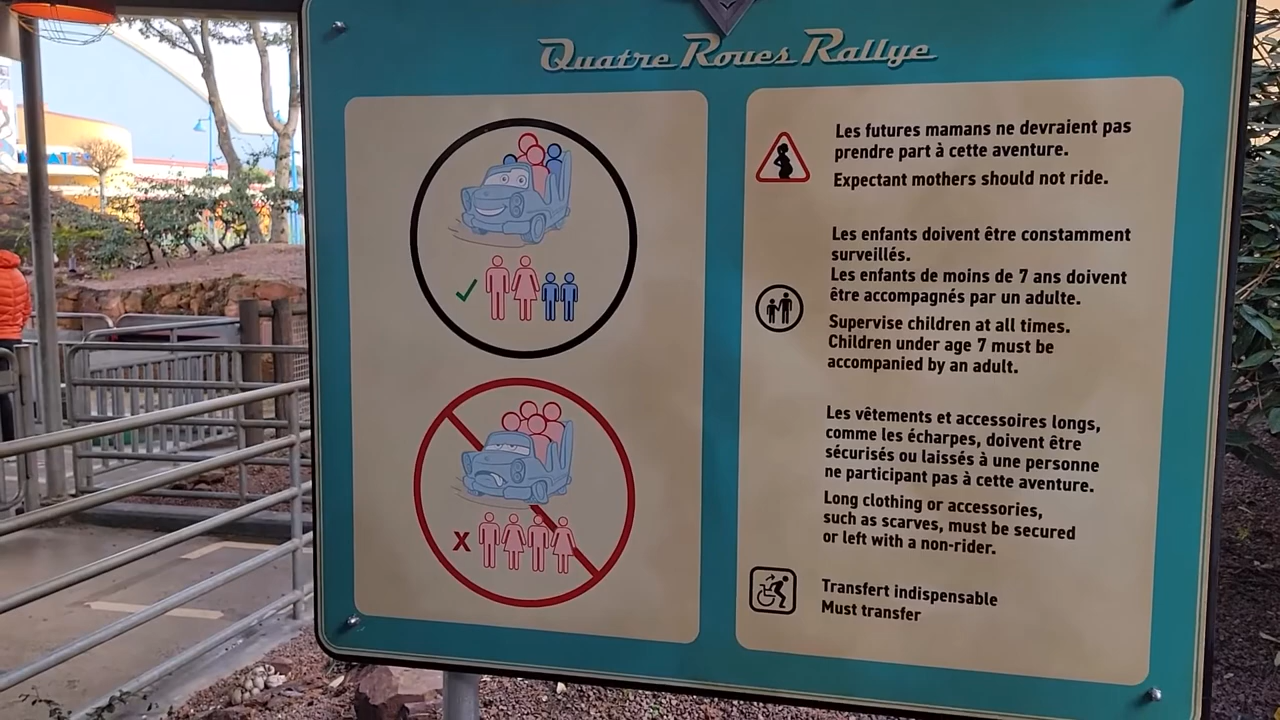 Quatre Roues Rallye
Les futures mamans ne devraient pas
prendre part à cette aventure.
Expectant mothers should not ride.
Les enfants doivent être constamment
surveillés.
Les enfants de moins de 7 ans doivent
être accompagnés par un adulte.
Supervise children at all times.
Children under age 7 must be
accompanied by an adult.
Les vêtements et accessoires longs,
comme les écharpes, doivent être
sécurisés ou laissés à une personne
ne participant pas à cette aventure.
Long clothing or accessories,
such as scarves, must be secured
or left with a non-rider.
Transfert indispensable
Must transfer